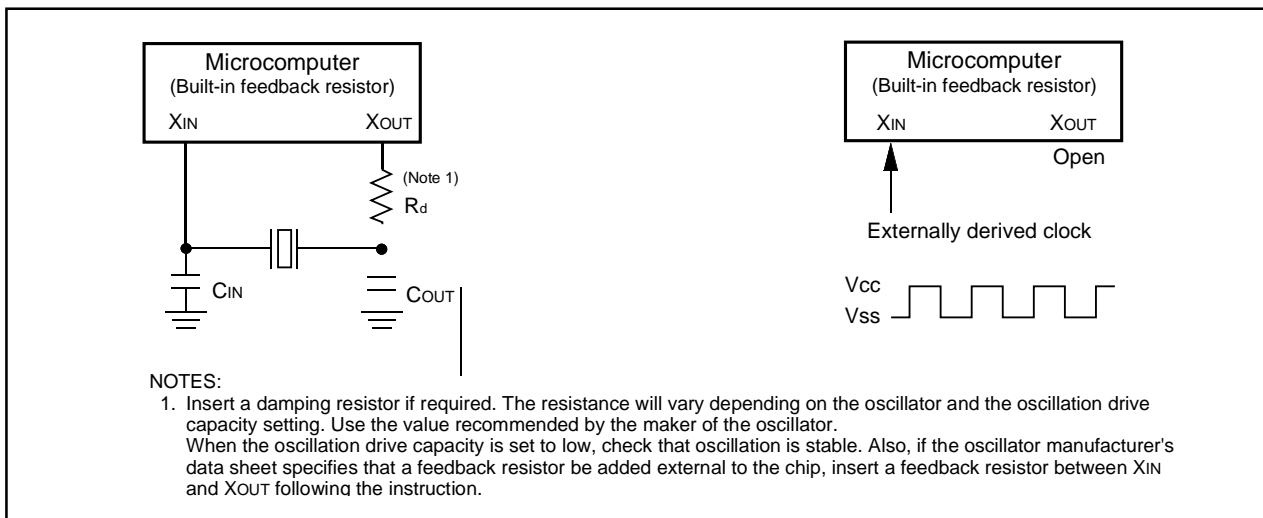 Microcomputer
(Built-in feedback resistor)
XIN XOUT
(Note 1)
Rd
CIN
COUT
Microcomputer
(Built-in feedback resistor)
XIN XOUT
Open
Externally derived clock
Vcc
Vss
NOTES:
1. Insert a damping resistor if required. The resistance will vary depending on the oscillator and the oscillation drive
capacity setting. Use the value recommended by the maker of the oscillator.
When the oscillation drive capacity is set to low, check that oscillation is stable. Also, if the oscillator manufacturer's
data sheet specifies that a feedback resistor be added external to the chip, insert a feedback resistor between XIN
and XOUT following the instruction.